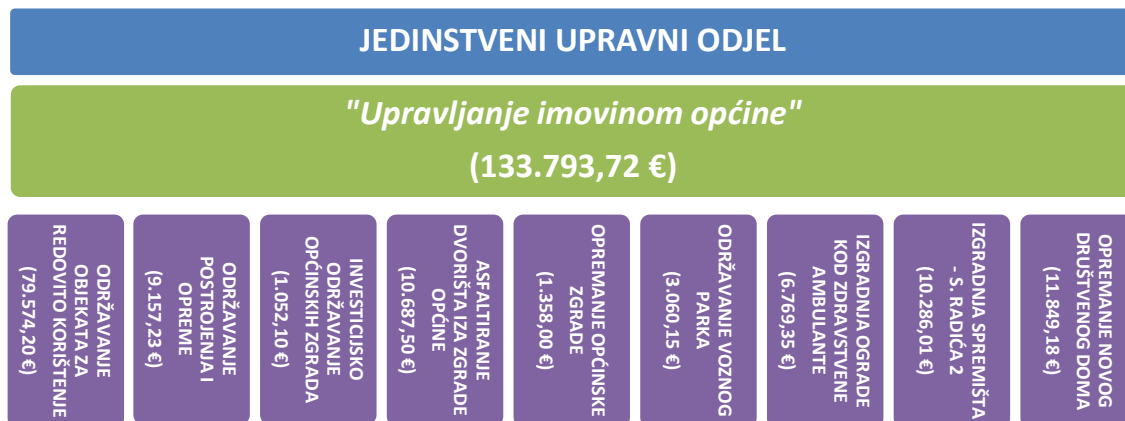 JEDINSTVENI UPRAVNI ODJEL
"Upravljanje imovinom općine"
(133.793,72 €)
ODRŽAVANJE
OBJEKATA ZA
REDOVITO KORIŠTENJE
(79.574,20 €)
ODRŽAVANJE
POSTROJENJA I
OPREME
(9.157,23 €)
INVESTICIJSKO
ODRŽAVANJE
OPĆINSKIH ZGRADA
(1.052,10 €)
ASFALTIRANJE
DVORIŠTA IZA ZGRADE
OPĆINE
(10.687,50 €)
OPREMANJE OPĆINSKE
ZGRADE
(1.358,00 €)
ODRŽAVANJE VOZNOG
PARKA
(3.060,15 €)
IZGRADNJA OGRADE
KOD ZDRAVSTVENE
AMBULANTE
(6.769,35 €)
IZGRADNJA SPREMIŠTA
- S. RADIĆA 2
(10.286,01 €)
OPREMANJE NOVOG
DRUŠTVENOG DOMA
(11.849,18 €)